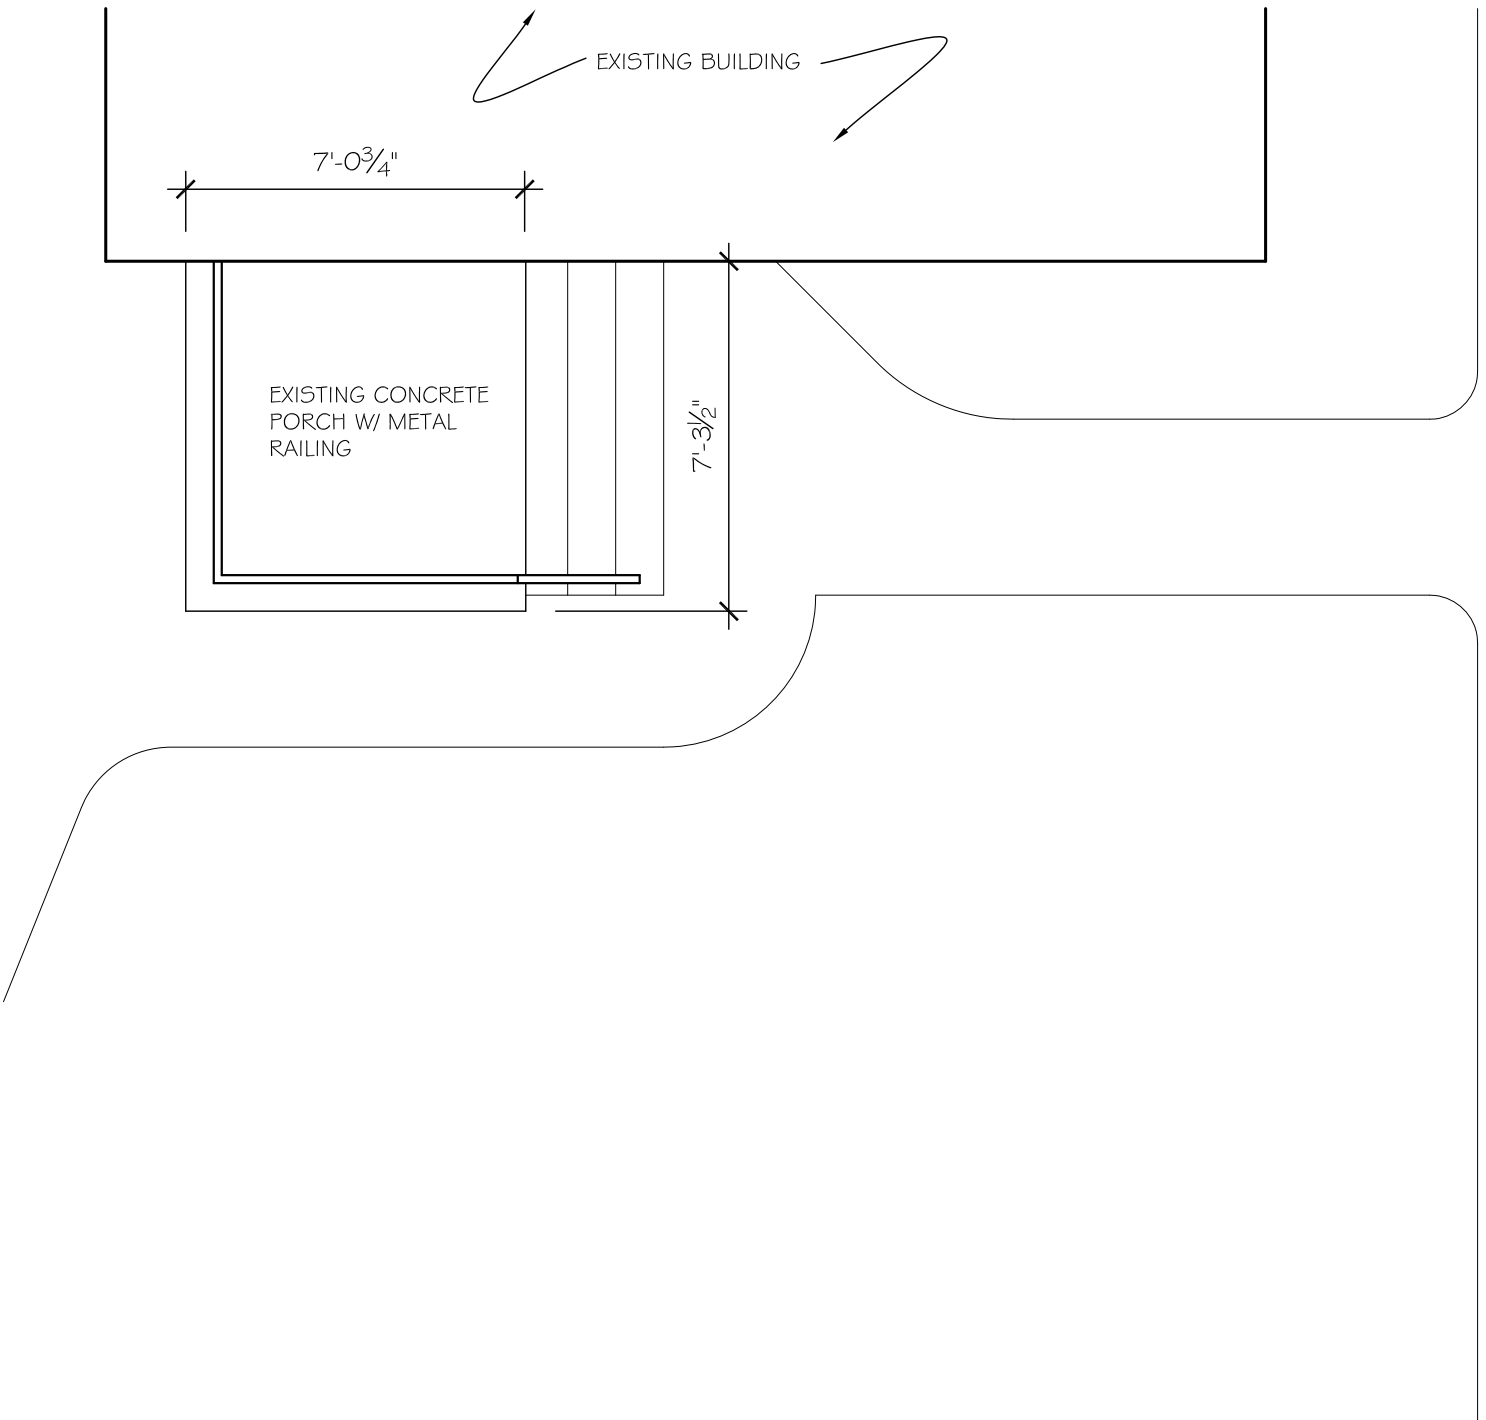 EXISTING BUILDING
7'-0¾"
EXISTING CONCRETE
PORCH W/ METAL
RAILING
7'-3½"